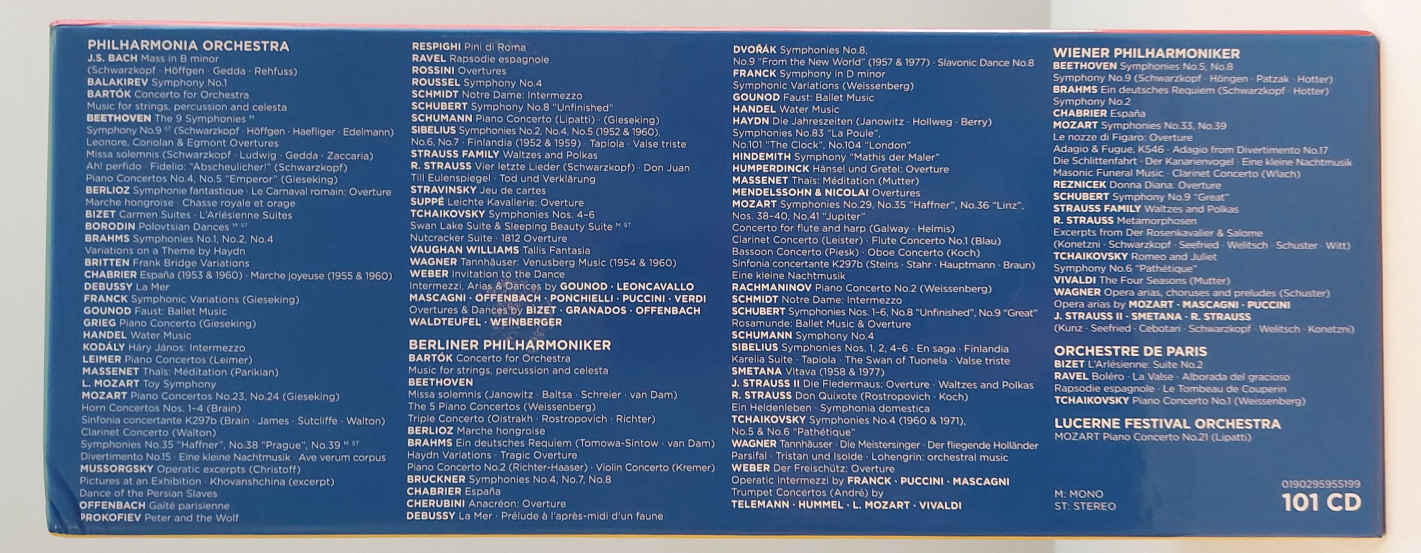 PHILHARMONIA ORCHESTRA
J.S. BACH Mass in B minor
(Schwarzkopf · Höffgen · Gedda · Rehfuss)
BALAKIREV Symphony No.1
BARTÓK Concerto for Orchestra
Music for strings, percussion and celesta
BEETHOVEN The 9 Symphonies M
Symphony No.9 ST (Schwarzkopf · Höffgen · Haefliger · Edelmann)
Leonore, Coriolan & Egmont Overtures
Missa solemnis (Schwarzkopf · Ludwig · Gedda · Zaccaria)
Ah! perfido · Fidelio: "Abscheulicher!" (Schwarzkopf)
Piano Concertos No.4, No.5 "Emperor" (Gieseking)
BERLIOZ Symphonie fantastique · Le Carnaval romain: Overture
Marche hongroise · Chasse royale et orage
BIZET Carmen Suites · L'Arlésienne Suites
BORODIN Polovtsian Dances M ST
BRAHMS Symphonies No.1, No.2, No.4
Variations on a Theme by Haydn
BRITTEN Frank Bridge Variations
CHABRIER España (1953 & 1960) · Marche joyeuse (1955 & 1960)
DEBUSSY La Mer
FRANCK Symphonic Variations (Gieseking)
GOUNOD Faust: Ballet Music
GRIEG Piano Concerto (Gieseking)
HANDEL Water Music
KODÁLY Háry János: Intermezzo
LEIMER Piano Concertos (Leimer)
MASSENET Thaïs: Méditation (Parikian)
L. MOZART Toy Symphony
MOZART Piano Concertos No.23, No.24 (Gieseking)
Horn Concertos Nos. 1–4 (Brain)
Sinfonia concertante K297b (Brain · James · Sutcliffe · Walton)
Clarinet Concerto (Walton)
Symphonies No.35 "Haffner", No.38 "Prague", No.39 M ST
Divertimento No.15 · Eine kleine Nachtmusik · Ave verum corpus
MUSSORGSKY Operatic excerpts (Christoff)
Pictures at an Exhibition · Khovanshchina (excerpt)
Dance of the Persian Slaves
OFFENBACH Gaîté parisienne
PROKOFIEV Peter and the Wolf
RESPIGHI Pini di Roma
RAVEL Rapsodie espagnole
ROSSINI Overtures
ROUSSEL Symphony No.4
SCHMIDT Notre Dame: Intermezzo
SCHUBERT Symphony No.8 "Unfinished"
SCHUMANN Piano Concerto (Lipatti) · (Gieseking)
SIBELIUS Symphonies No.2, No.4, No.5 (1952 & 1960),
No.6, No.7 · Finlandia (1952 & 1959) · Tapiola · Valse triste
STRAUSS FAMILY Waltzes and Polkas
R. STRAUSS Vier letzte Lieder (Schwarzkopf) · Don Juan
Till Eulenspiegel · Tod und Verklärung
STRAVINSKY Jeu de cartes
SUPPÉ Leichte Kavallerie: Overture
TCHAIKOVSKY Symphonies Nos. 4–6
Swan Lake Suite & Sleeping Beauty Suite M ST
Nutcracker Suite · 1812 Overture
VAUGHAN WILLIAMS Tallis Fantasia
WAGNER Tannhäuser: Venusberg Music (1954 & 1960)
WEBER Invitation to the Dance
Intermezzi, Arias & Dances by GOUNOD · LEONCAVALLO
MASCAGNI · OFFENBACH · PONCHIELLI · PUCCINI · VERDI
Overtures & Dances by BIZET · GRANADOS · OFFENBACH
WALDTEUFEL · WEINBERGER
BERLINER PHILHARMONIKER
BARTÓK Concerto for Orchestra
Music for strings, percussion and celesta
BEETHOVEN
Missa solemnis (Janowitz · Baltsa · Schreier · van Dam)
The 5 Piano Concertos (Weissenberg)
Triple Concerto (Oistrakh · Rostropovich · Richter)
BERLIOZ Marche hongroise
BRAHMS Ein deutsches Requiem (Tomowa-Sintow · van Dam)
Haydn Variations · Tragic Overture
Piano Concerto No.2 (Richter-Haaser) · Violin Concerto (Kremer)
BRUCKNER Symphonies No.4, No.7, No.8
CHABRIER España
CHERUBINI Anacréon: Overture
DEBUSSY La Mer · Prélude à l'après-midi d'un faune
DVOŘÁK Symphonies No.8,
No.9 "From the New World" (1957 & 1977) · Slavonic Dance No.8
FRANCK Symphony in D minor
Symphonic Variations (Weissenberg)
GOUNOD Faust: Ballet Music
HANDEL Water Music
HAYDN Die Jahreszeiten (Janowitz · Hollweg · Berry)
Symphonies No.83 "La Poule",
No.101 "The Clock", No.104 "London"
HINDEMITH Symphony "Mathis der Maler"
HUMPERDINCK Hänsel und Gretel: Overture
MASSENET Thaïs: Méditation (Mutter)
MENDELSSOHN & NICOLAI Overtures
MOZART Symphonies No.29, No.35 "Haffner", No.36 "Linz",
Nos. 38–40, No.41 "Jupiter"
Concerto for flute and harp (Galway · Helmis)
Clarinet Concerto (Leister) · Flute Concerto No.1 (Blau)
Bassoon Concerto (Piesk) · Oboe Concerto (Koch)
Sinfonia concertante K297b (Steins · Stahr · Hauptmann · Braun)
Eine kleine Nachtmusik
RACHMANINOV Piano Concerto No.2 (Weissenberg)
SCHMIDT Notre Dame: Intermezzo
SCHUBERT Symphonies Nos. 1–6, No.8 "Unfinished", No.9 "Great"
Rosamunde: Ballet Music & Overture
SCHUMANN Symphony No.4
SIBELIUS Symphonies Nos. 1, 2, 4–6 · En saga · Finlandia
Karelia Suite · Tapiola · The Swan of Tuonela · Valse triste
SMETANA Vltava (1958 & 1977)
J. STRAUSS II Die Fledermaus: Overture · Waltzes and Polkas
R. STRAUSS Don Quixote (Rostropovich · Koch)
Ein Heldenleben · Symphonia domestica
TCHAIKOVSKY Symphonies No.4 (1960 & 1971),
No.5 & No.6 "Pathétique"
WAGNER Tannhäuser · Die Meistersinger · Der fliegende Holländer
Parsifal · Tristan und Isolde · Lohengrin: orchestral music
WEBER Der Freischütz: Overture
Operatic Intermezzi by FRANCK · PUCCINI · MASCAGNI
Trumpet Concertos (André) by
TELEMANN · HUMMEL · L. MOZART · VIVALDI
WIENER PHILHARMONIKER
BEETHOVEN Symphonies No.5, No.8
Symphony No.9 (Schwarzkopf · Höngen · Patzak · Hotter)
BRAHMS Ein deutsches Requiem (Schwarzkopf · Hotter)
Symphony No.2
CHABRIER España
MOZART Symphonies No.33, No.39
Le nozze di Figaro: Overture
Adagio & Fugue, K546 · Adagio from Divertimento No.17
Die Schlittenfahrt · Der Kanarienvogel · Eine kleine Nachtmusik
Masonic Funeral Music · Clarinet Concerto (Wlach)
REZNICEK Donna Diana: Overture
SCHUBERT Symphony No.9 "Great"
STRAUSS FAMILY Waltzes and Polkas
R. STRAUSS Metamorphosen
Excerpts from Der Rosenkavalier & Salome
(Konetzni · Schwarzkopf · Seefried · Welitsch · Schuster · Witt)
TCHAIKOVSKY Romeo and Juliet
Symphony No.6 "Pathétique"
VIVALDI The Four Seasons (Mutter)
WAGNER Opera arias, choruses and preludes (Schuster)
Opera arias by MOZART · MASCAGNI · PUCCINI
J. STRAUSS II · SMETANA · R. STRAUSS
(Kunz · Seefried · Cebotari · Schwarzkopf · Welitsch · Konetzni)
ORCHESTRE DE PARIS
BIZET L'Arlésienne: Suite No.2
RAVEL Boléro · La Valse · Alborada del gracioso
Rapsodie espagnole · Le Tombeau de Couperin
TCHAIKOVSKY Piano Concerto No.1 (Weissenberg)
LUCERNE FESTIVAL ORCHESTRA
MOZART Piano Concerto No.21 (Lipatti)
M: MONO
ST: STEREO
0190295955199
101 CD